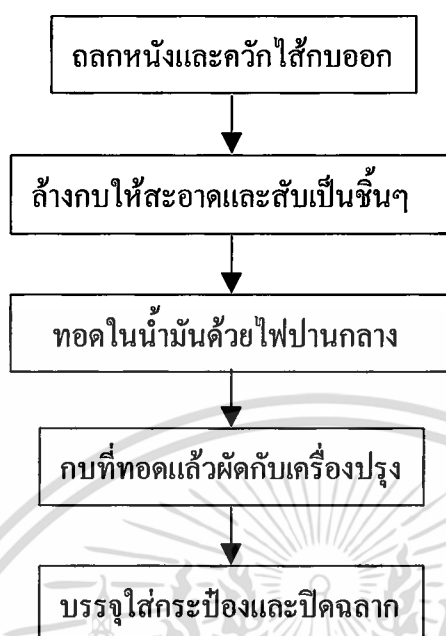 ถลกหนังและควักไส้กบออก
ล้างกบให้สะอาดและสับเป็นชิ้นๆ
ทอดในน้ำมันด้วยไฟปานกลาง
กบที่ทอดแล้วผัดกับเครื่องปรุง
บรรจุใส่กระป๋องและปิดฉลาก